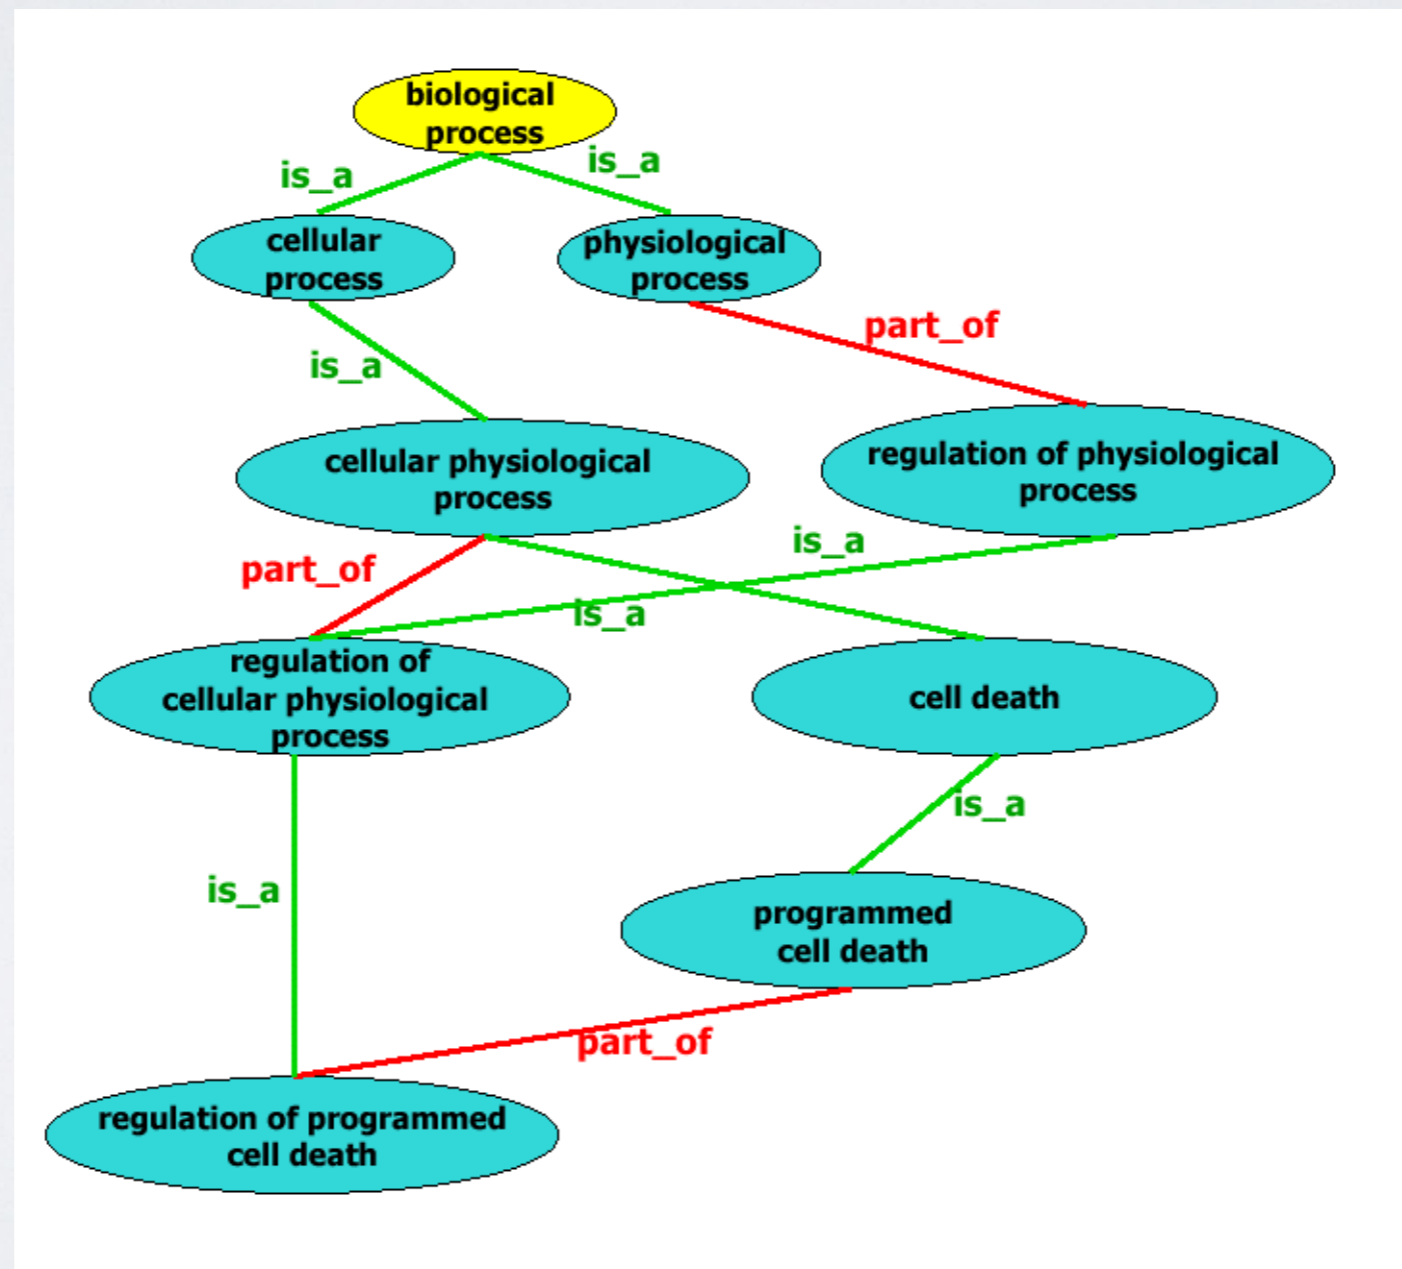 biological
process
is_a
is_a
cellular
process
physiological
process
part_of
is_a
cellular physiological
process
regulation of physiological
process
is_a
part_of
is_a
regulation of
cellular physiological
process
cell death
is_a
is_a
programmed
cell death
part_of
regulation of programmed
cell death